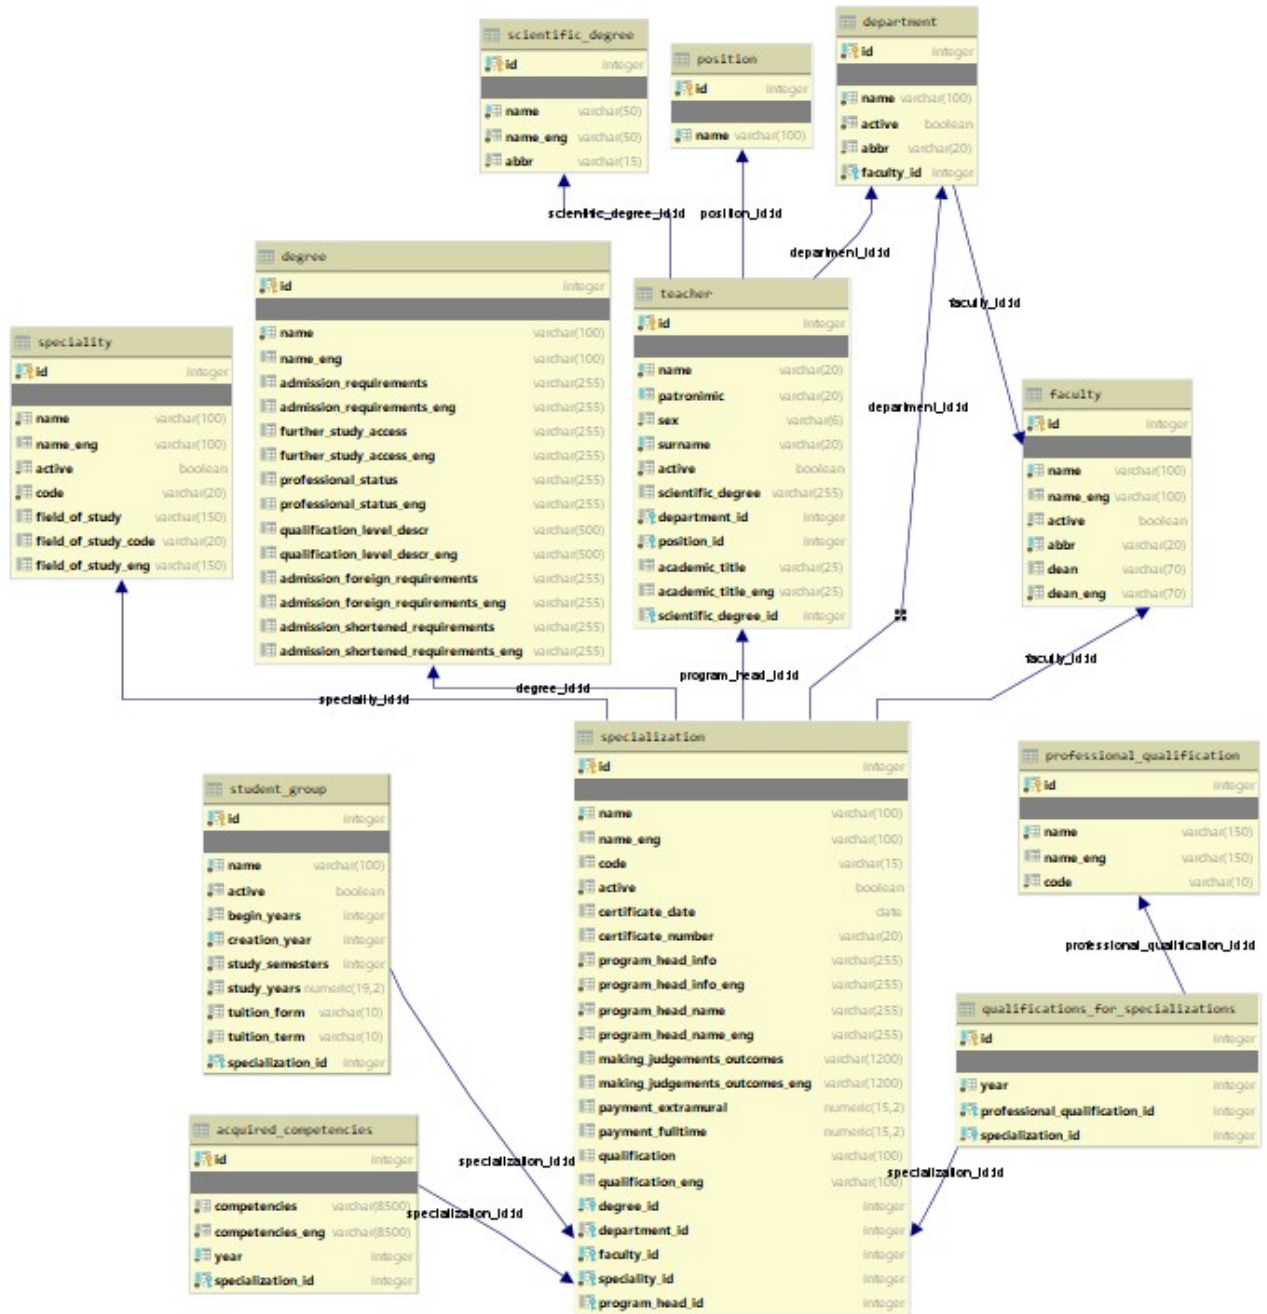 scientific_degree
id integer
name varchar(50)
name_eng varchar(50)
abbr varchar(15)
position
id integer
name varchar(100)
department
id integer
name varchar(100)
active boolean
abbr varchar(20)
faculty_id integer
scientific_degree_id:id
position_id:id
department_id:id
faculty_id:id
department_id:id
degree
id integer
name varchar(100)
name_eng varchar(100)
admission_requirements varchar(255)
admission_requirements_eng varchar(255)
further_study_access varchar(255)
further_study_access_eng varchar(255)
professional_status varchar(255)
professional_status_eng varchar(255)
qualification_level_descr varchar(500)
qualification_level_descr_eng varchar(500)
admission_foreign_requirements varchar(255)
admission_foreign_requirements_eng varchar(255)
admission_shortened_requirements varchar(255)
admission_shortened_requirements_eng varchar(255)
teacher
id integer
name varchar(20)
patronimic varchar(20)
sex varchar(6)
surname varchar(20)
active boolean
scientific_degree varchar(255)
department_id integer
position_id integer
academic_title varchar(25)
academic_title_eng varchar(25)
scientific_degree_id integer
speciality
id integer
name varchar(100)
name_eng varchar(100)
active boolean
code varchar(20)
field_of_study varchar(150)
field_of_study_code varchar(20)
field_of_study_eng varchar(150)
faculty
id integer
name varchar(100)
name_eng varchar(100)
active boolean
abbr varchar(20)
dean varchar(70)
dean_eng varchar(70)
speciality_id:id
degree_id:id
program_head_id:id
faculty_id:id
specialization
id integer
name varchar(100)
name_eng varchar(100)
code varchar(15)
active boolean
certificate_date date
certificate_number varchar(20)
program_head_info varchar(255)
program_head_info_eng varchar(255)
program_head_name varchar(255)
program_head_name_eng varchar(255)
making_judgements_outcomes varchar(1200)
making_judgements_outcomes_eng varchar(1200)
payment_extramural numeric(15,2)
payment_fulltime numeric(15,2)
qualification varchar(100)
qualification_eng varchar(100)
degree_id integer
department_id integer
faculty_id integer
speciality_id integer
program_head_id integer
student_group
id integer
name varchar(100)
active boolean
begin_years integer
creation_year integer
study_semesters integer
study_years numeric(19,2)
tuition_form varchar(10)
tuition_term varchar(10)
specialization_id integer
professional_qualification
id integer
name varchar(150)
name_eng varchar(150)
code varchar(10)
professional_qualification_id:id
qualifications_for_specializations
id integer
year integer
professional_qualification_id integer
specialization_id integer
acquired_competencies
id integer
competencies varchar(8500)
competencies_eng varchar(8500)
year integer
specialization_id integer
specialization_id:id
specialization_id:id
specialization_id:id